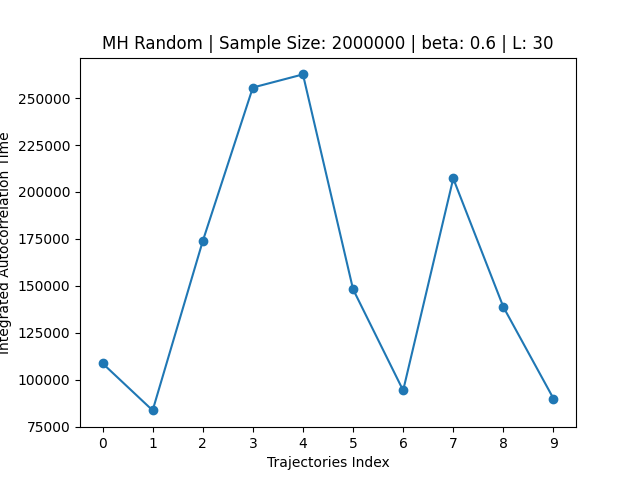 MH Random | Sample Size: 2000000 | beta: 0.6 | L: 30
Integrated Autocorrelation Time
250000
225000
200000
175000
150000
125000
100000
75000
0 1 2 3 4 5 6 7 8 9
Trajectories Index